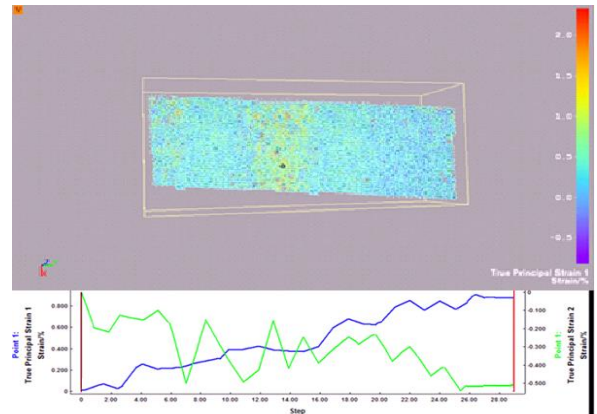 2.0
1.5
1.0
0.5
0.0
-0.5
True Principal Strain 1
Strain/%
Point 1:
True Principal Strain 1
Strain/%
0.800
0.600
0.400
0.200
0.000
0
-0.100
-0.200
-0.300
-0.400
-0.500
Point 1:
True Principal Strain 2
Strain/%
0 2.00 4.00 6.00 8.00 10.00 12.00 14.00 16.00 18.00 20.00 22.00 24.00 26.00 28.00
Step